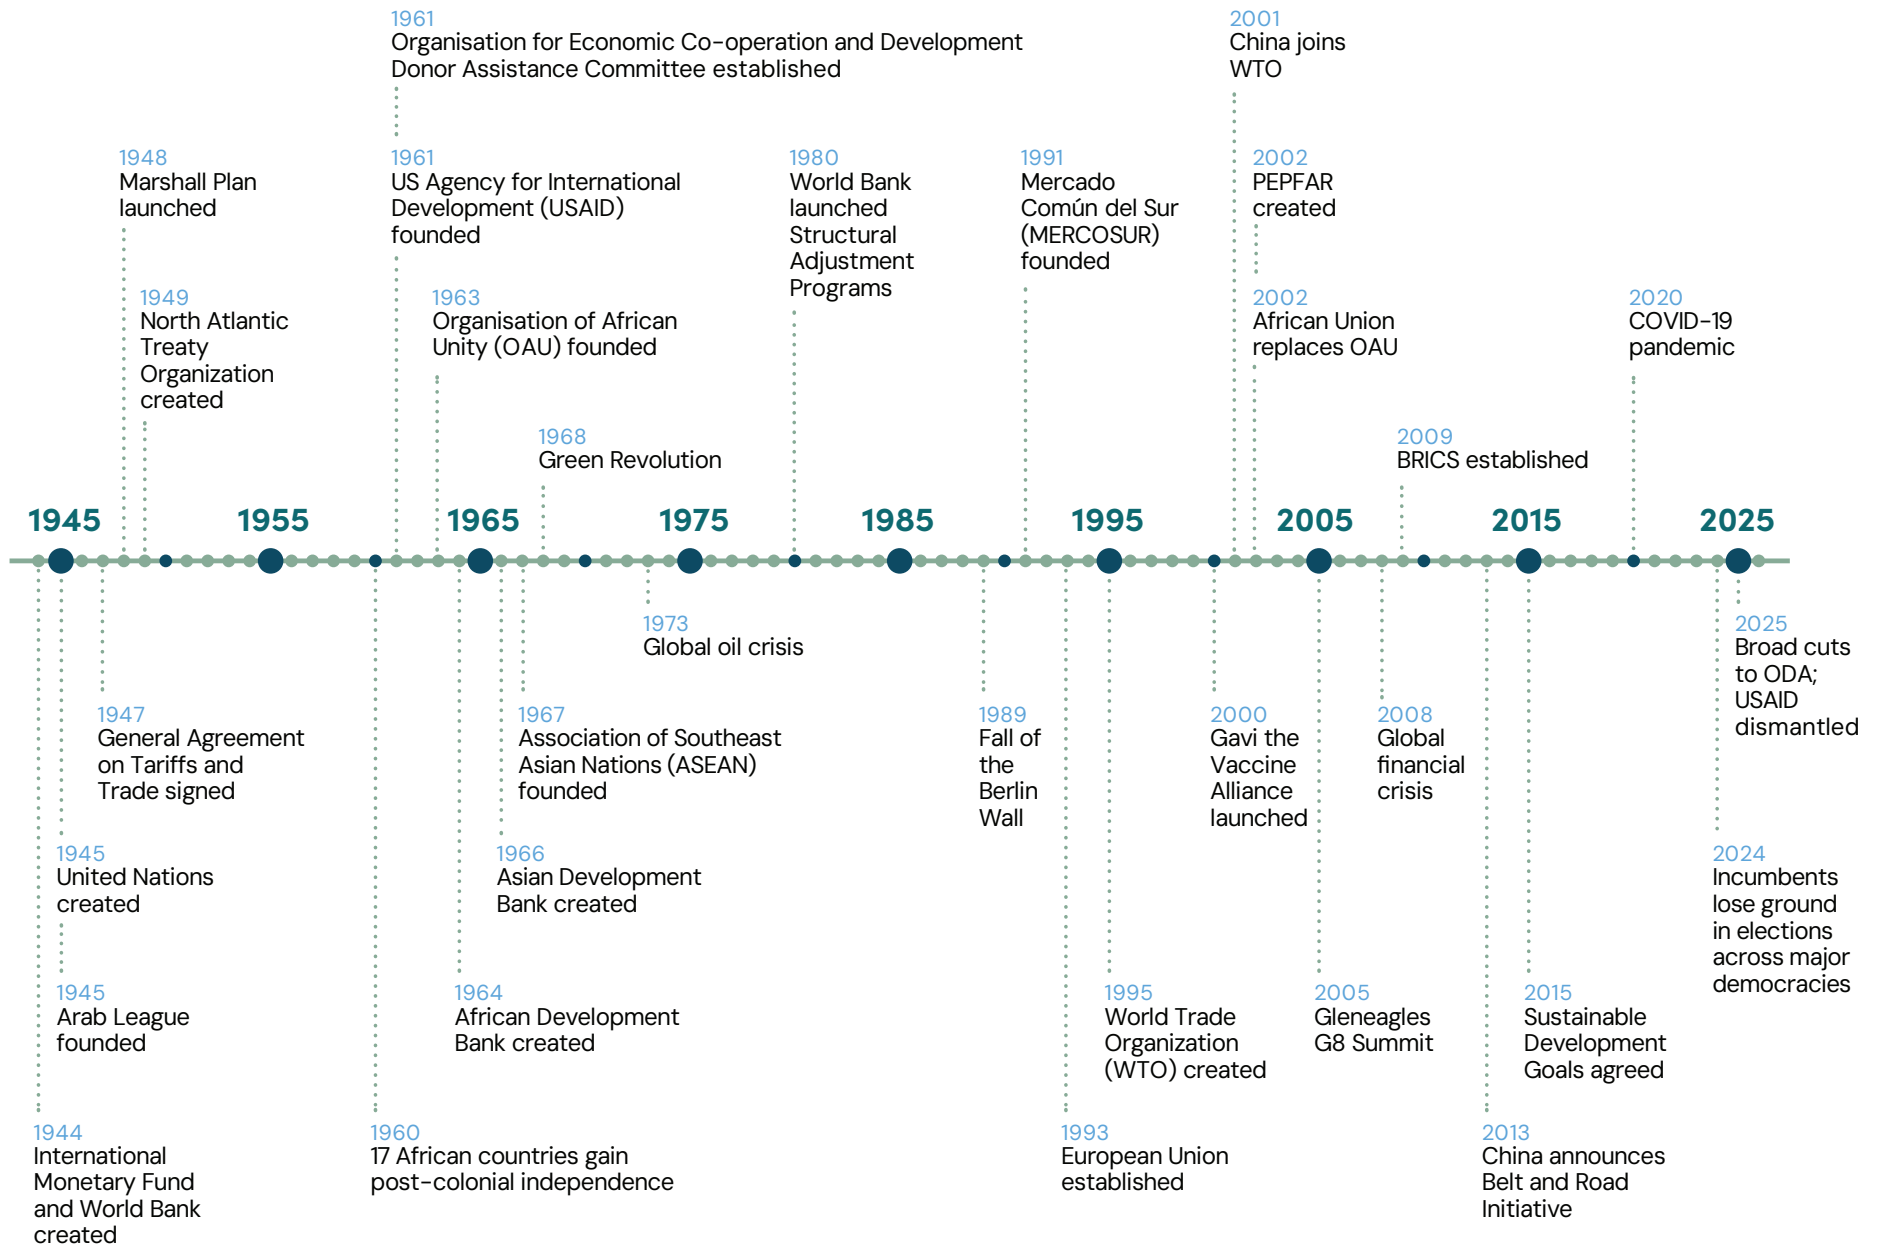 1961
Organisation for Economic Co-operation and Development
Donor Assistance Committee established
2001
China joins
WTO
1948
Marshall Plan
launched
1961
US Agency for International
Development (USAID)
founded
1980
World Bank
launched
Structural
Adjustment
Programs
1991
Mercado
Común del Sur
(MERCOSUR)
founded
2002
PEPFAR
created
1949
North Atlantic
Treaty
Organization
created
1963
Organisation of African
Unity (OAU) founded
2002
African Union
replaces OAU
2020
COVID-19
pandemic
1968
Green Revolution
2009
BRICS established
1945
1955
1965
1975
1985
1995
2005
2015
2025
1973
Global oil crisis
2025
Broad cuts
to ODA;
USAID
dismantled
1947
General Agreement
on Tariffs and
Trade signed
1967
Association of Southeast
Asian Nations (ASEAN)
founded
1989
Fall of
the
Berlin
Wall
2000
Gavi the
Vaccine
Alliance
launched
2008
Global
financial
crisis
1945
United Nations
created
1966
Asian Development
Bank created
2024
Incumbents
lose ground
in elections
across major
democracies
1945
Arab League
founded
1964
African Development
Bank created
1995
World Trade
Organization
(WTO) created
2005
Gleneagles
G8 Summit
2015
Sustainable
Development
Goals agreed
1944
International
Monetary Fund
and World Bank
created
1960
17 African countries gain
post-colonial independence
1993
European Union
established
2013
China announces
Belt and Road
Initiative